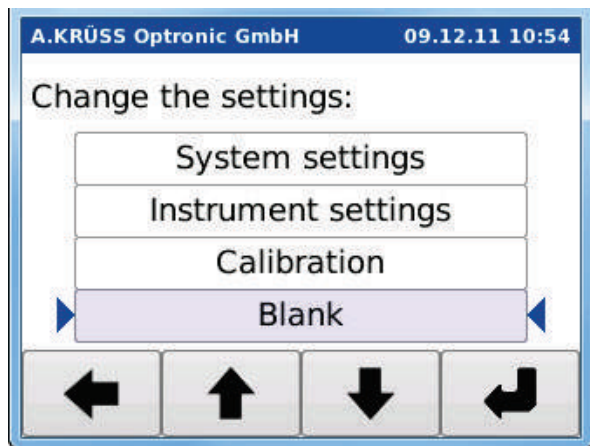 A.KRÜSS Optronic GmbH 09.12.11 10:54
Change the settings:
System settings
Instrument settings
Calibration
Blank